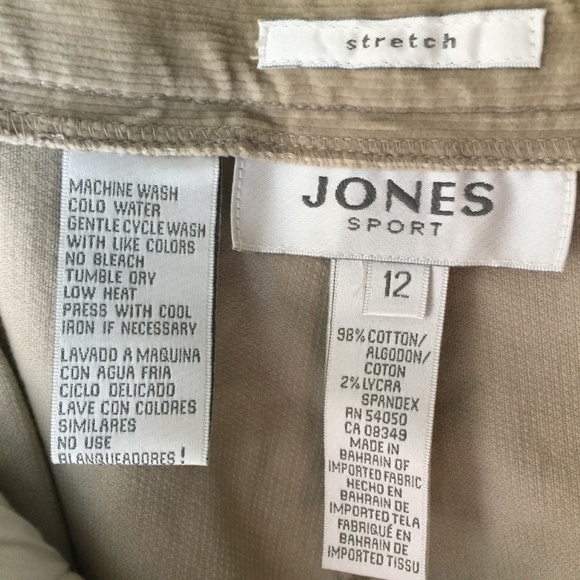 stretch
JONES
SPORT
12
MACHINE WASH
COLD WATER
GENTLE CYCLE WASH
WITH LIKE COLORS
NO BLEACH
TUMBLE DRY
LOW HEAT
PRESS WITH COOL
IRON IF NECESSARY
LAVADO A MAQUINA
CON AGUA FRIA
CICLO DELICADO
LAVE CON COLORES
SIMILARES
NO USE
BLANQUEADORES!
98% COTTON/
ALGODON/
COTON
2% LYCRA
SPANDEX
RN 54050
CA 09349
MADE IN
BAHRAIN OF
IMPORTED FABRIC
HECHO EN
BAHRAIN DE
IMPORTED TELA
FABRIQUÉ EN
BAHRAIN DE
IMPORTED TISSU